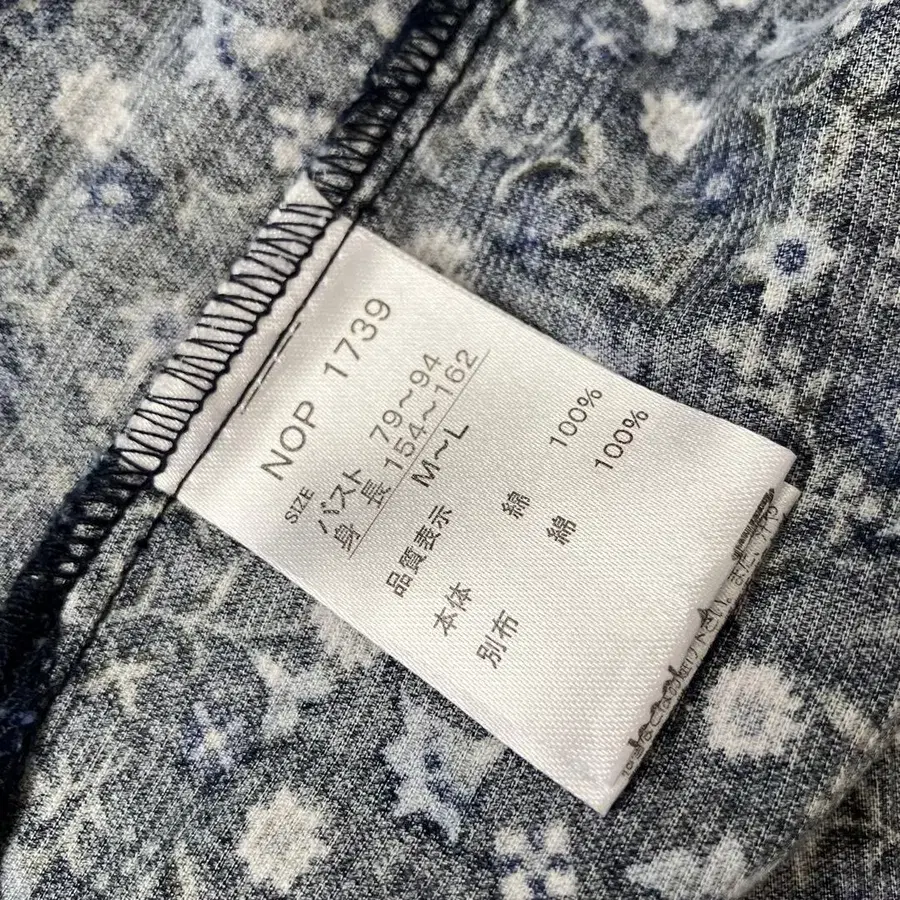 NOP 1739
SIZE
バスト 79～94
身 長 154～162
M～L
品質表示
本体 綿 100%
別布 綿 100%